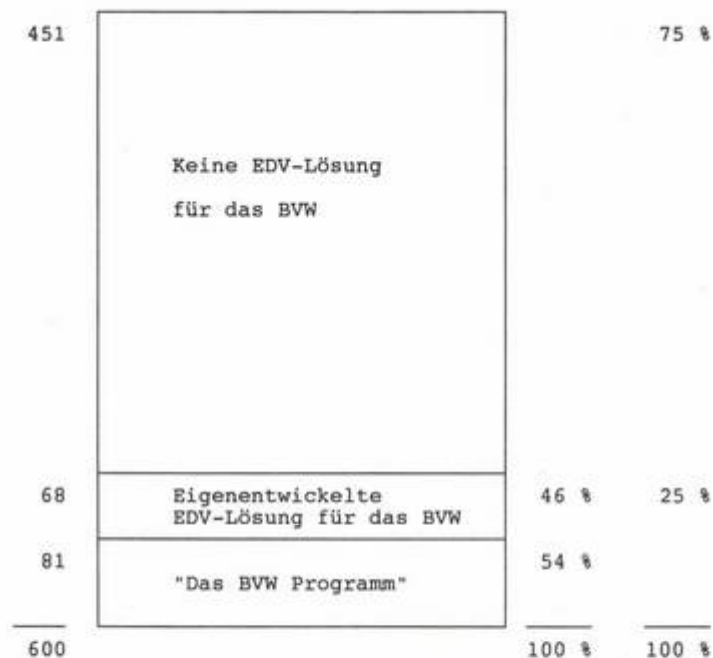 451 75 %
Keine EDV-Lösung
für das BVW
68 Eigenentwickelte 46 % 25 %
EDV-Lösung für das BVW
81 54 %
"Das BVW Programm"
600 100 % 100 %